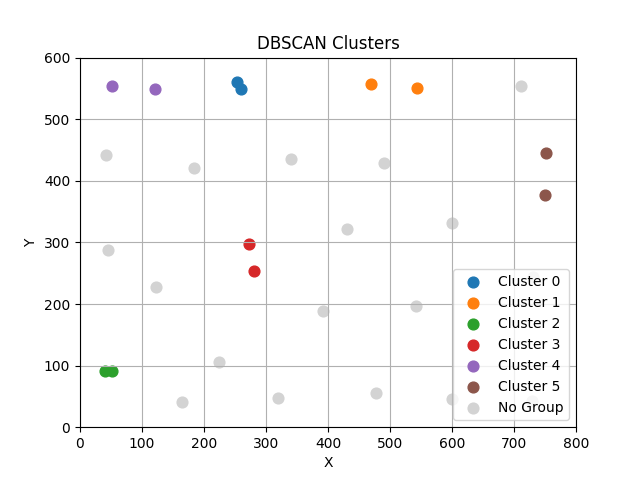 DBSCAN Clusters
600
500
400
300
200
100
0
Y
Cluster 0
Cluster 1
Cluster 2
Cluster 3
Cluster 4
Cluster 5
No Group
0 100 200 300 400 500 600 700 800
X